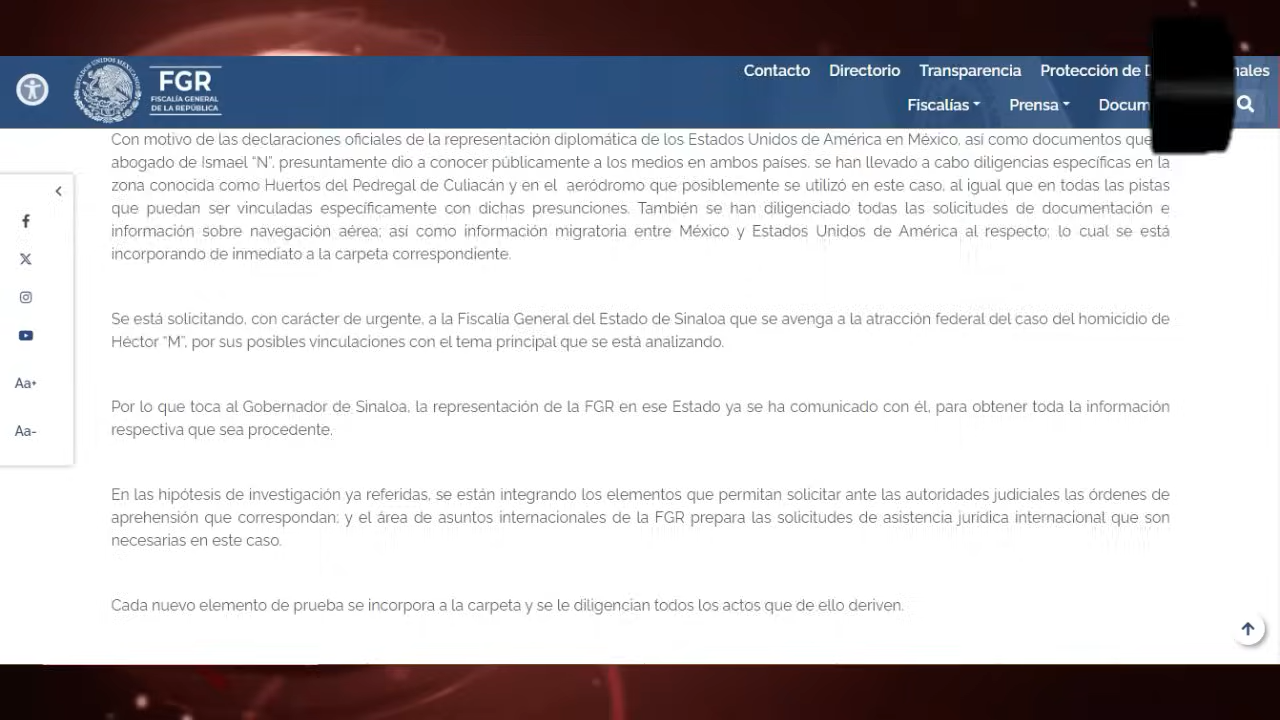 Contacto Directorio Transparencia Protección de
ESTADOS UNIDOS MEXICANOS
FGR
FISCALÍA GENERAL
DE LA REPÚBLICA
Fiscalías Prensa
Con motivo de las declaraciones oficiales de la representación diplomática de los Estados Unidos de América en México, así como documentos que
abogado de Ismael “N”, presuntamente dio a conocer públicamente a los medios en ambos países, se han llevado a cabo diligencias específicas en la
zona conocida como Huertos del Pedregal de Culiacán y en el aeródromo que posiblemente se utilizó en este caso, al igual que en todas las pistas
que puedan ser vinculadas específicamente con dichas presunciones. También se han diligenciado todas las solicitudes de documentación e
información sobre navegación aérea; así como información migratoria entre México y Estados Unidos de América al respecto; lo cual se está
incorporando de inmediato a la carpeta correspondiente.
Se está solicitando, con carácter de urgente, a la Fiscalía General del Estado de Sinaloa que se avenga a la atracción federal del caso del homicidio de
Héctor “M”, por sus posibles vinculaciones con el tema principal que se está analizando.
Aa+
Por lo que toca al Gobernador de Sinaloa, la representación de la FGR en ese Estado ya se ha comunicado con él, para obtener toda la información
respectiva que sea procedente.
Aa-
En las hipótesis de investigación ya referidas, se están integrando los elementos que permitan solicitar ante las autoridades judiciales las órdenes de
aprehensión que correspondan; y el área de asuntos internacionales de la FGR prepara las solicitudes de asistencia jurídica internacional que son
necesarias en este caso.
Cada nuevo elemento de prueba se incorpora a la carpeta y se le diligencian todos los actos que de ello deriven.